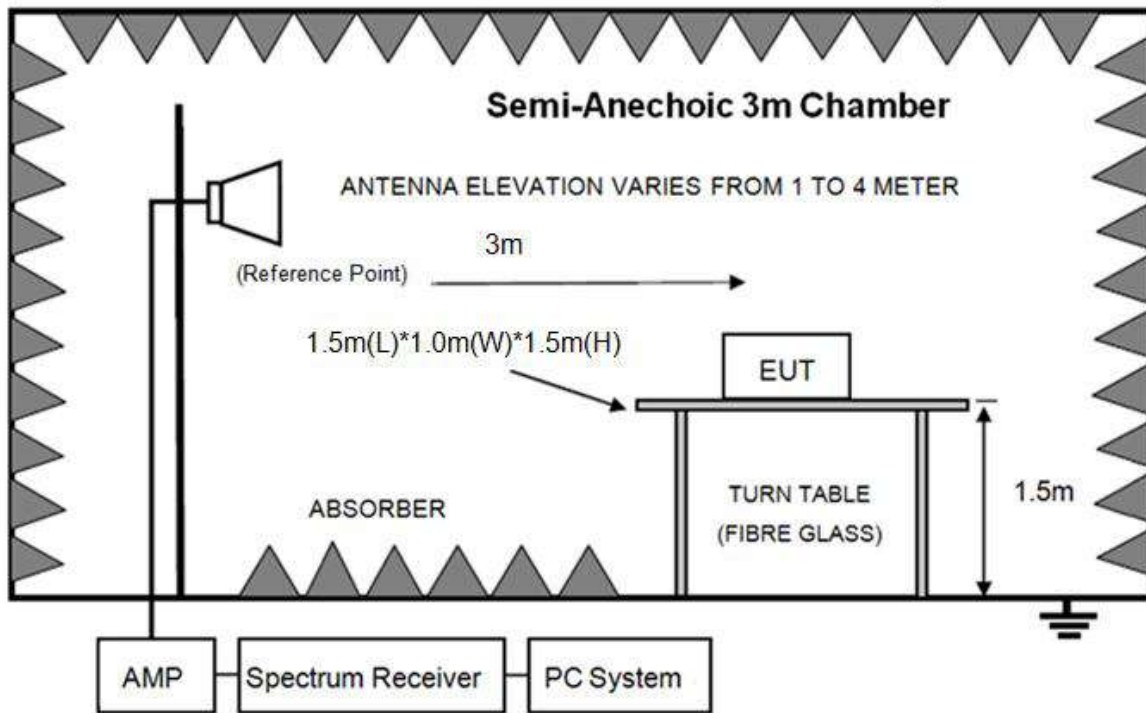 Semi-Anechoic 3m Chamber
ANTENNA ELEVATION VARIES FROM 1 TO 4 METER
3m
(Reference Point)
1.5m(L)*1.0m(W)*1.5m(H)
EUT
TURN TABLE
(FIBRE GLASS)
1.5m
ABSORBER
AMP
Spectrum Receiver
PC System